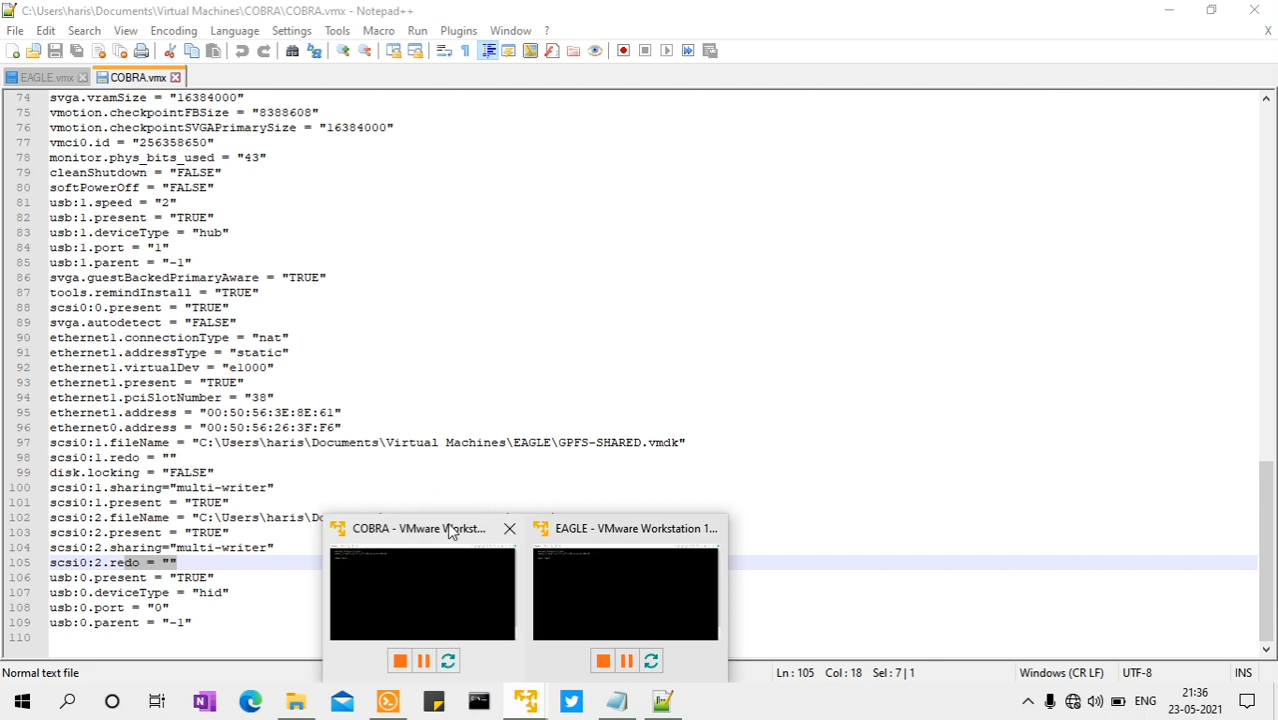 C:\Users\haris\Documents\Virtual Machines\COBRA\COBRA.vmx - Notepad++
File Edit Search View Encoding Language Settings Tools Macro Run Plugins Window ? X
EAGLE.vmx COBRA.vmx
74 svga.vramSize = "16384000"
75 vmotion.checkpointFBSize = "8388608"
76 vmotion.checkpointSVGAPrimarySize = "16384000"
77 vmci0.id = "256358650"
78 monitor.phys_bits_used = "43"
79 cleanShutdown = "FALSE"
80 softPowerOff = "FALSE"
81 usb:1.speed = "2"
82 usb:1.present = "TRUE"
83 usb:1.deviceType = "hub"
84 usb:1.port = "1"
85 usb:1.parent = "-1"
86 svga.guestBackedPrimaryAware = "TRUE"
87 tools.remindInstall = "TRUE"
88 scsi0:0.present = "TRUE"
89 svga.autodetect = "FALSE"
90 ethernet1.connectionType = "nat"
91 ethernet1.addressType = "static"
92 ethernet1.virtualDev = "e1000"
93 ethernet1.present = "TRUE"
94 ethernet1.pciSlotNumber = "38"
95 ethernet1.address = "00:50:56:3E:8E:61"
96 ethernet0.address = "00:50:56:26:3F:F6"
97 scsi0:1.fileName = "C:\Users\haris\Documents\Virtual Machines\EAGLE\GPFS-SHARED.vmdk"
98 scsi0:1.redo = ""
99 disk.locking = "FALSE"
100 scsi0:1.sharing="multi-writer"
101 scsi0:1.present = "TRUE"
102 scsi0:2.fileName = "C:\Users\haris\Do
103 scsi0:2.present = "TRUE"
104 scsi0:2.sharing="multi-writer"
105 scsi0:2.redo = ""
106 usb:0.present = "TRUE"
107 usb:0.deviceType = "hid"
108 usb:0.port = "0"
109 usb:0.parent = "-1"
110
COBRA - VMware Workst... EAGLE - VMware Workstation 1...
Normal text file Ln : 105 Col : 18 Sel : 7 | 1 Windows (CR LF) UTF-8 INS
ENG 11:36
23-05-2021